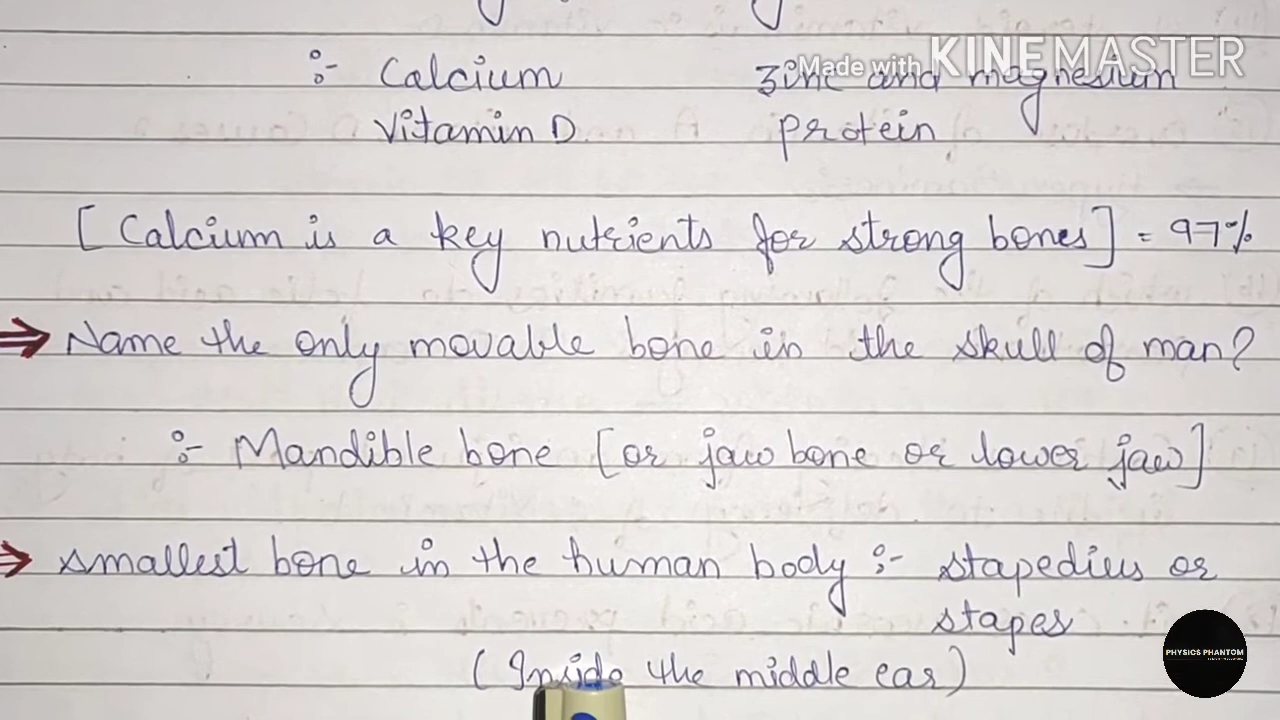 :- Calcium Zinc and magnesium
Made with KINEMASTER
Vitamin D. Protein
[Calcium is a key nutrients for strong bones] = 97%
⇒ Name the only movable bone in the skull of man?
:- Mandible bone [or jaw bone or lower jaw]
⇒ smallest bone in the human body :- stapedius or
stapes
PHYSICS PHANTOM
(Inside the middle ear)